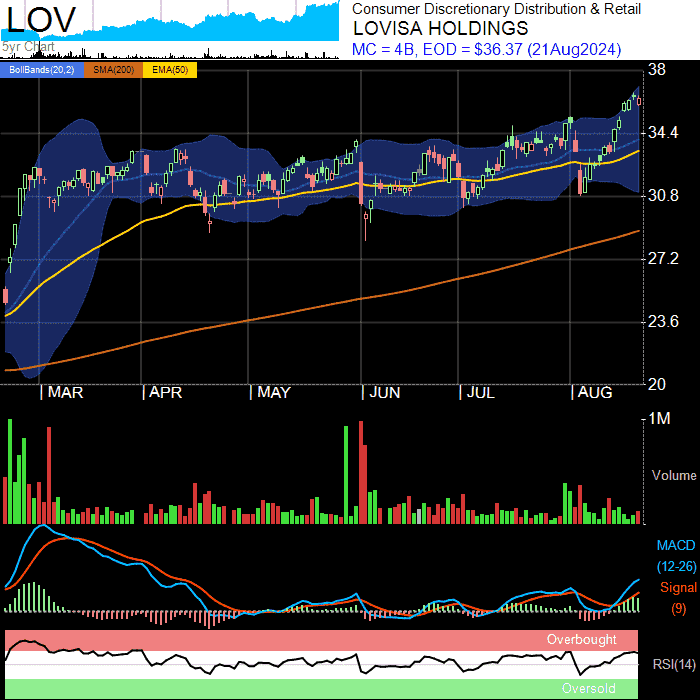 LOV
5yr Chart
Consumer Discretionary Distribution & Retail
LOVISA HOLDINGS
MC = 4B, EOD = $36.37 (21Aug2024)
BollBands(20,2) SMA(200) EMA(50)
38
34.4
30.8
27.2
23.6
20
MAR APR MAY JUN JUL AUG
1M
Volume
MACD
(12-26)
Signal
(9)
Overbought
RSI(14)
Oversold